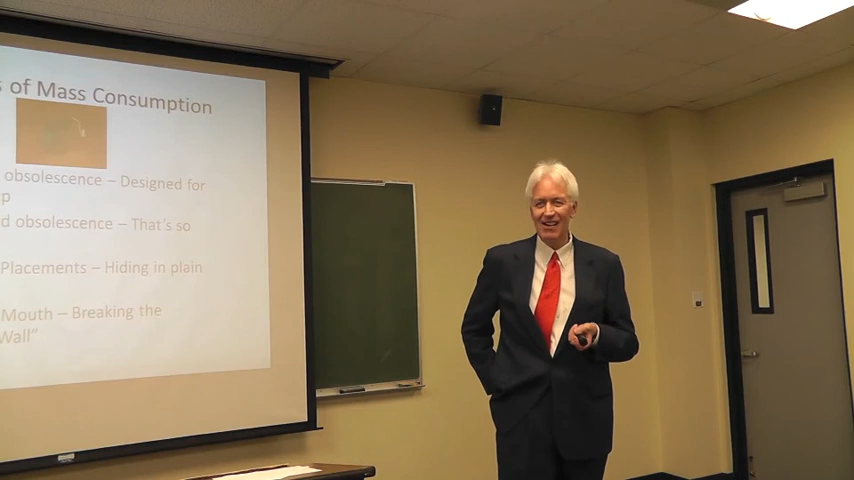 s of Mass Consumption
obsolescence – Designed for
p
d obsolescence – That's so
Placements – Hiding in plain
Mouth – Breaking the
Wall"